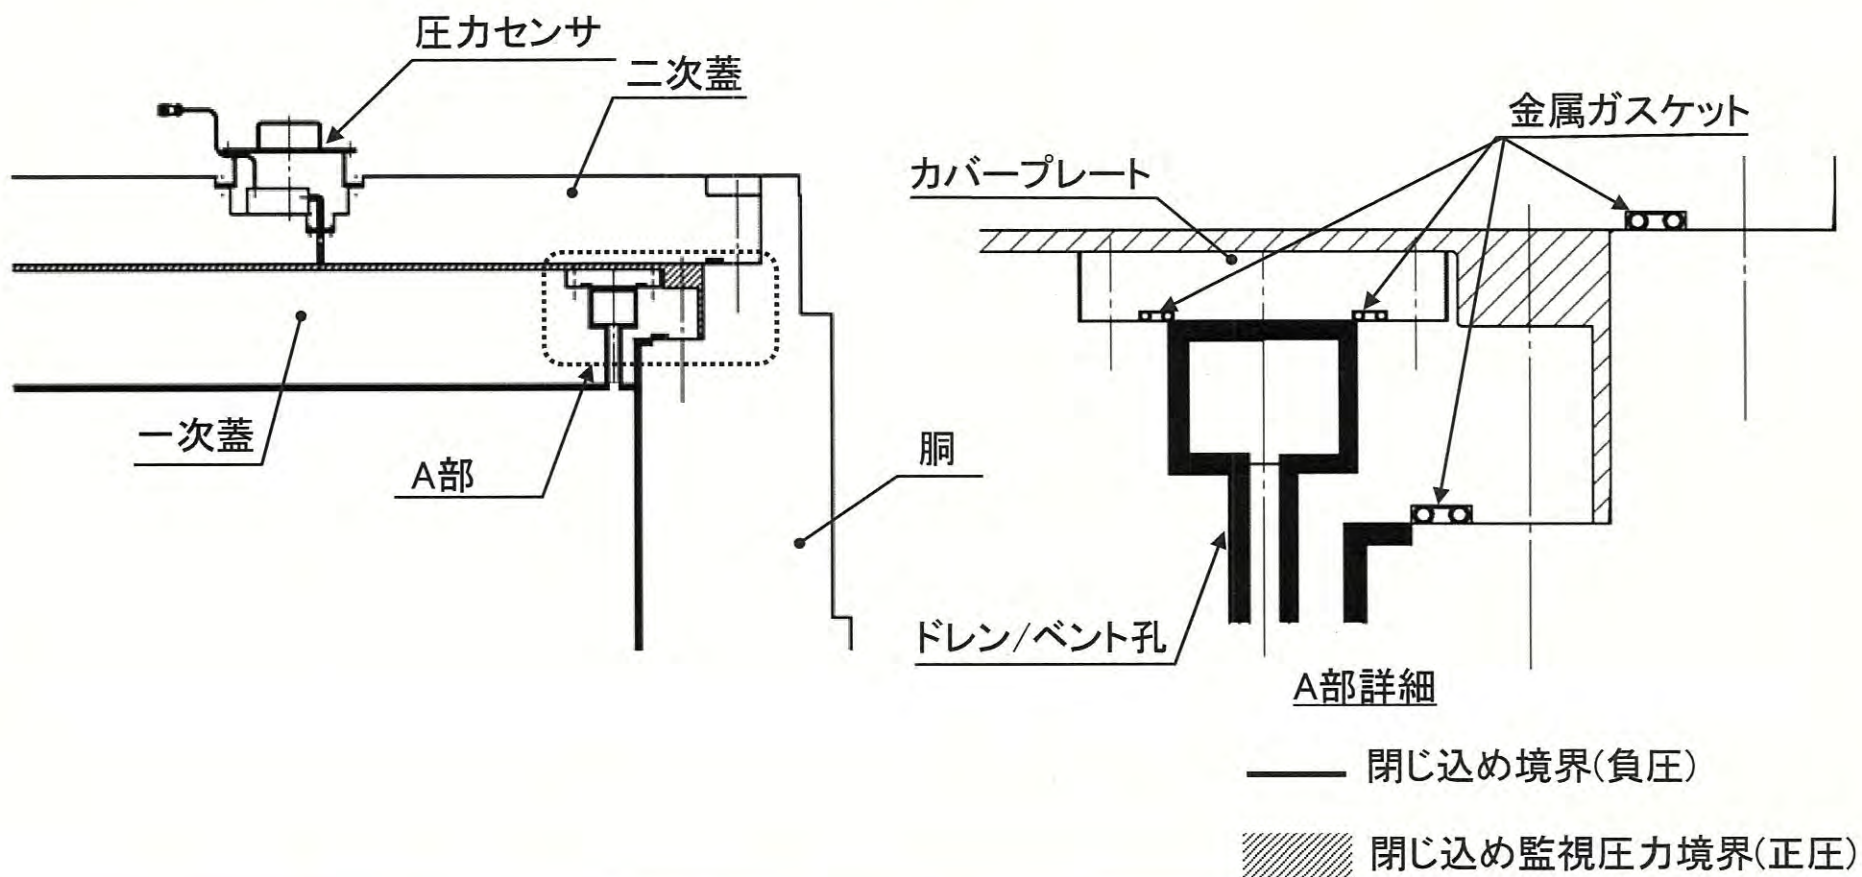 圧力センサ
二次蓋
一次蓋
A部
胴
金属ガスケット
カバープレート
ドレン/ベント孔
A部詳細
閉じ込め境界(負圧)
閉じ込め監視圧力境界(正圧)